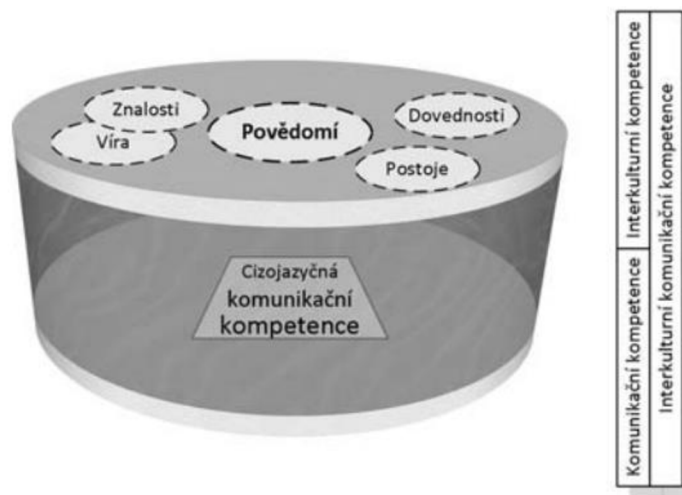 Znalosti
Víra
Povědomí
Dovednosti
Postoje
Cizojazyčná
komunikační
kompetence
Interkulturní kompetence
Komunikační kompetence
Interkulturní komunikační kompetence